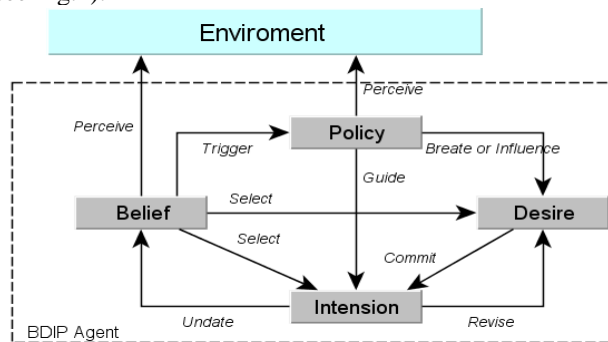 Enviroment
Perceive
Perceive
Policy
Trigger
Breate or Influence
Guide
Belief
Select
Desire
Select
Commit
Intension
Undate
Revise
BDIP Agent